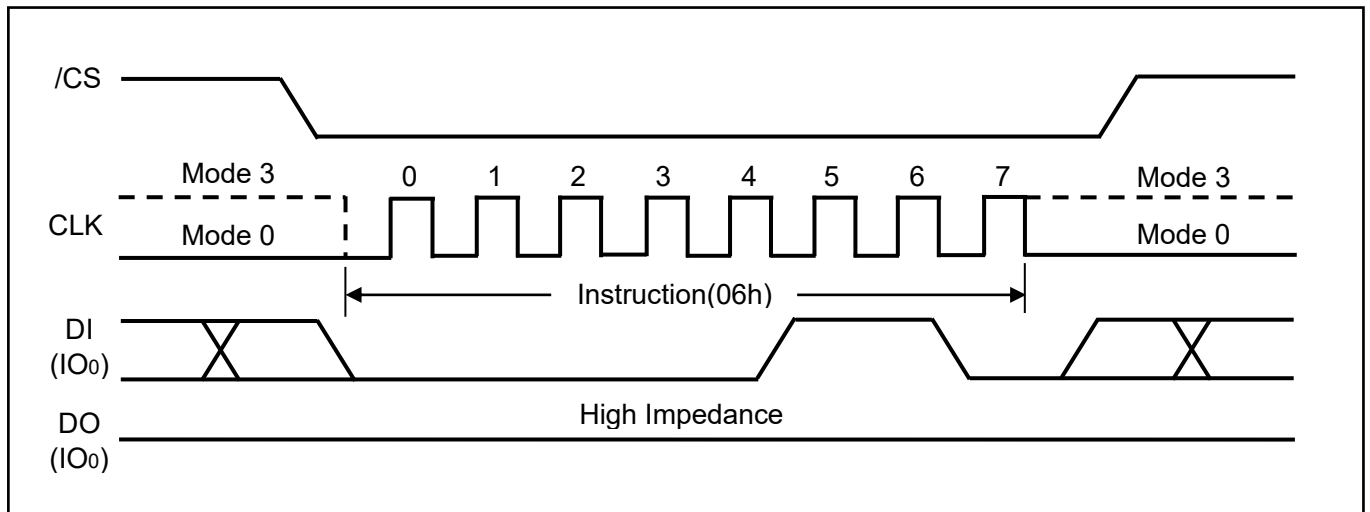 /CS
Mode 3
0 1 2 3 4 5 6 7
Mode 3
CLK
Mode 0
Mode 0
Instruction(06h)
DI
(IO0)
High Impedance
DO
(IO0)